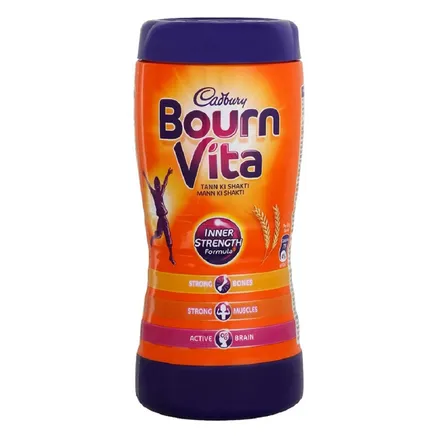 Cadbury
Bourn
Vita
TANN KI SHAKTI
MANN KI SHAKTI
INNER
STRENGTH
Formula
STRONG BONES
STRONG MUSCLES
ACTIVE BRAIN